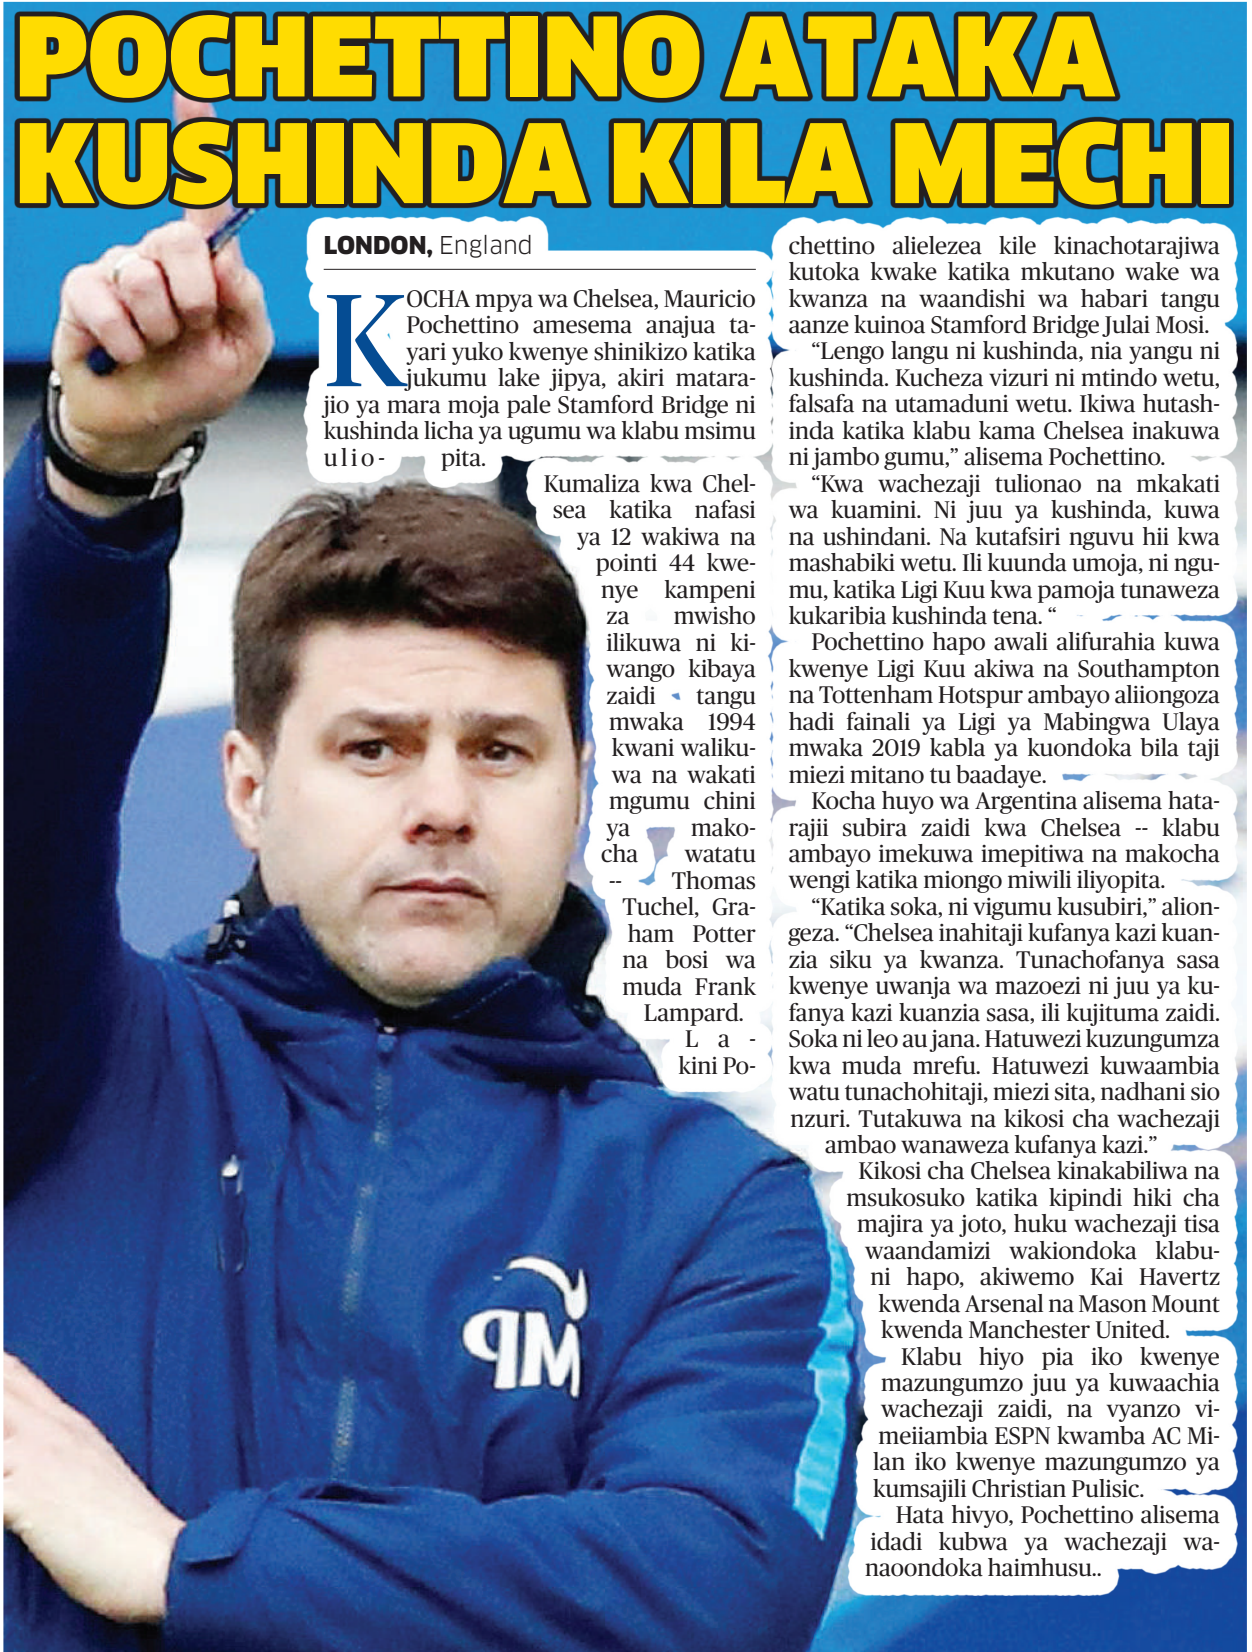 POCHETTINO ATAKA
KUSHINDA KILA MECHI
LONDON, England
KOCHA mpya wa Chelsea, Mauricio
Pochettino amesema anajua ta-
yari yuko kwenye shinikizo katika
jukumu lake jipya, akiri matara-
jio ya mara moja pale Stamford Bridge ni
kushinda licha ya ugumu wa klabu msimu
ulio- pita.
Kumaliza kwa Chel-
sea katika nafasi
ya 12 wakiwa na
pointi 44 kwe-
nye kampeni
za mwisho
ilikuwa ni ki-
wango kibaya
zaidi tangu
mwaka 1994
kwani waliku-
wa na wakati
mgumu chini
ya mako-
cha watatu
-- Thomas
Tuchel, Gra-
ham Potter
na bosi wa
muda Frank
Lampard.
La-
kini Po-
chettino alielezea kile kinachotarajiwa
kutoka kwake katika mkutano wake wa
kwanza na waandishi wa habari tangu
aanze kuinoa Stamford Bridge Julai Mosi.
“Lengo langu ni kushinda, nia yangu ni
kushinda. Kucheza vizuri ni mtindo wetu,
falsafa na utamaduni wetu. Ikiwa hutash-
inda katika klabu kama Chelsea inakuwa
ni jambo gumu,” alisema Pochettino.
“Kwa wachezaji tulionao na mkakati
wa kuamini. Ni juu ya kushinda, kuwa
na ushindani. Na kutafsiri nguvu hii kwa
mashabiki wetu. Ili kuunda umoja, ni ngu-
mu, katika Ligi Kuu kwa pamoja tunaweza
kukaribia kushinda tena. “
Pochettino hapo awali alifurahia kuwa
kwenye Ligi Kuu akiwa na Southampton
na Tottenham Hotspur ambayo aliiongoza
hadi fainali ya Ligi ya Mabingwa Ulaya
mwaka 2019 kabla ya kuondoka bila taji
miezi mitano tu baadaye.
Kocha huyo wa Argentina alisema hata-
rajii subira zaidi kwa Chelsea -- klabu
ambayo imekuwa imepitiwa na makocha
wengi katika miongo miwili iliyopita.
“Katika soka, ni vigumu kusubiri,” alion-
geza. “Chelsea inahitaji kufanya kazi kuan-
zia siku ya kwanza. Tunachofanya sasa
kwenye uwanja wa mazoezi ni juu ya ku-
fanya kazi kuanzia sasa, ili kujituma zaidi.
Soka ni leo au jana. Hatuwezi kuzungumza
kwa muda mrefu. Hatuwezi kuwaambia
watu tunachohitaji, miezi sita, nadhani sio
nzuri. Tutakuwa na kikosi cha wachezaji
ambao wanaweza kufanya kazi.”
Kikosi cha Chelsea kinakabiliwa na
msukosuko katika kipindi hiki cha
majira ya joto, huku wachezaji tisa
waandamizi wakiondoka klabu-
ni hapo, akiwemo Kai Havertz
kwenda Arsenal na Mason Mount
kwenda Manchester United.
Klabu hiyo pia iko kwenye
mazungumzo juu ya kuwaachia
wachezaji zaidi, na vyanzo vi-
meiiambia ESPN kwamba AC Mi-
lan iko kwenye mazungumzo ya
kumsajili Christian Pulisic.
Hata hivyo, Pochettino alisema
idadi kubwa ya wachezaji wa-
naoondoka haimhusu..
PM